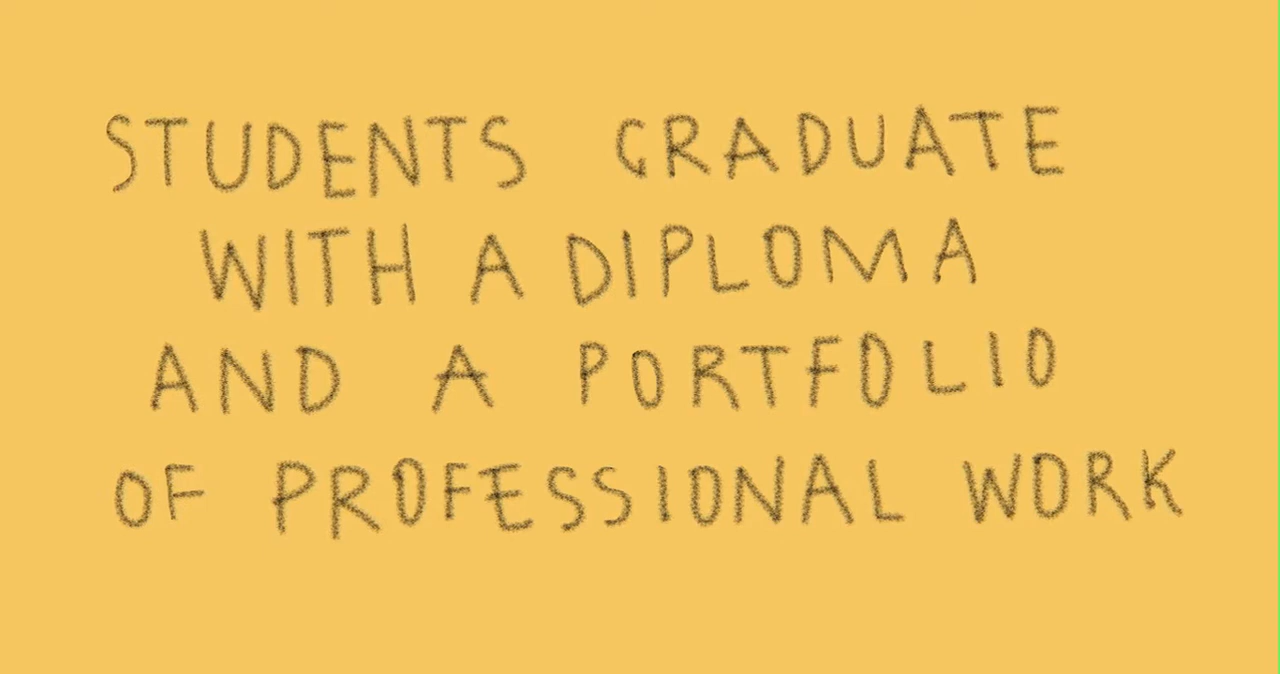 STUDENTS GRADUATE
WITH A DIPLOMA
AND A PORTFOLIO
OF PROFESSIONAL WORK